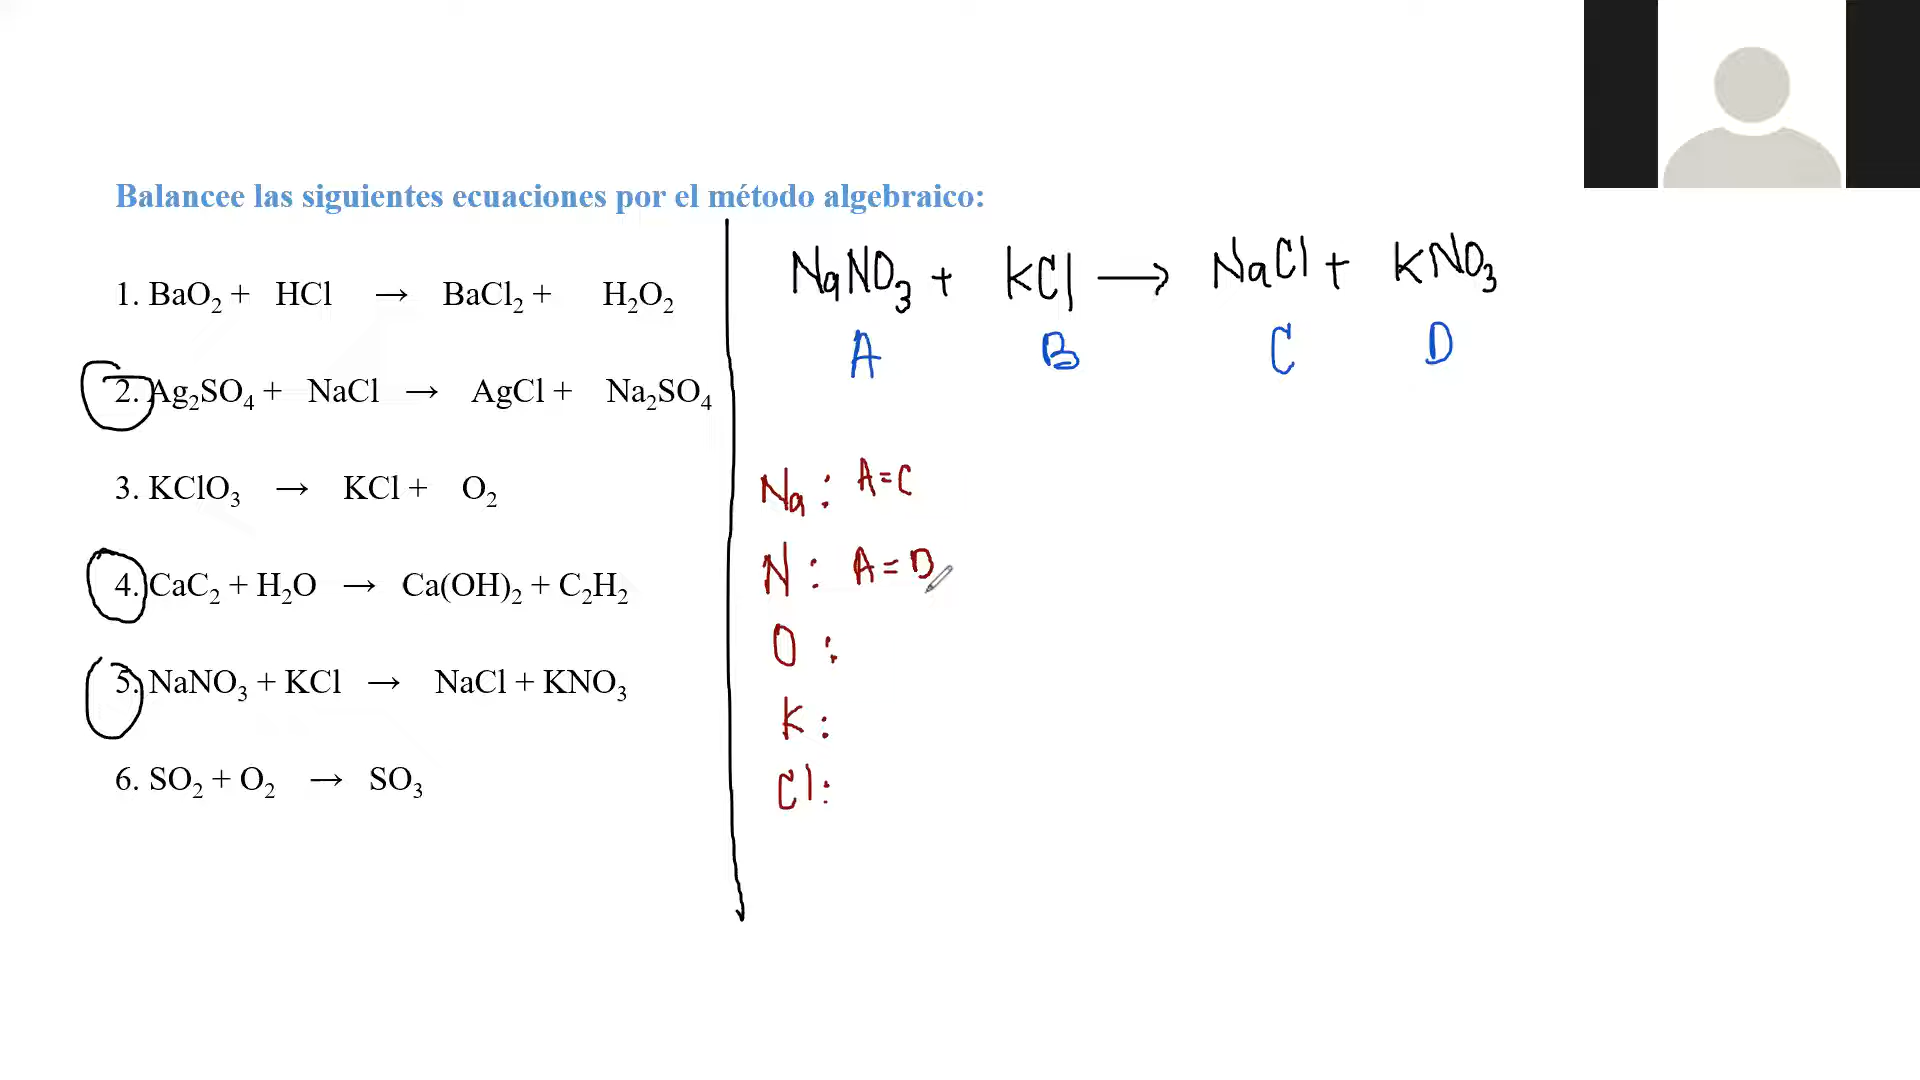 Balancee las siguientes ecuaciones por el método algebraico:
1. BaO₂ + HCl → BaCl₂ + H₂O₂
2. Ag₂SO₄ + NaCl → AgCl + Na₂SO₄
3. KClO₃ → KCl + O₂
4. CaC₂ + H₂O → Ca(OH)₂ + C₂H₂
5. NaNO₃ + KCl → NaCl + KNO₃
6. SO₂ + O₂ → SO₃
NaNO₃ + KCl → NaCl + KNO₃
A B C D
Na: A=C
N: A=D
O:
K:
Cl: